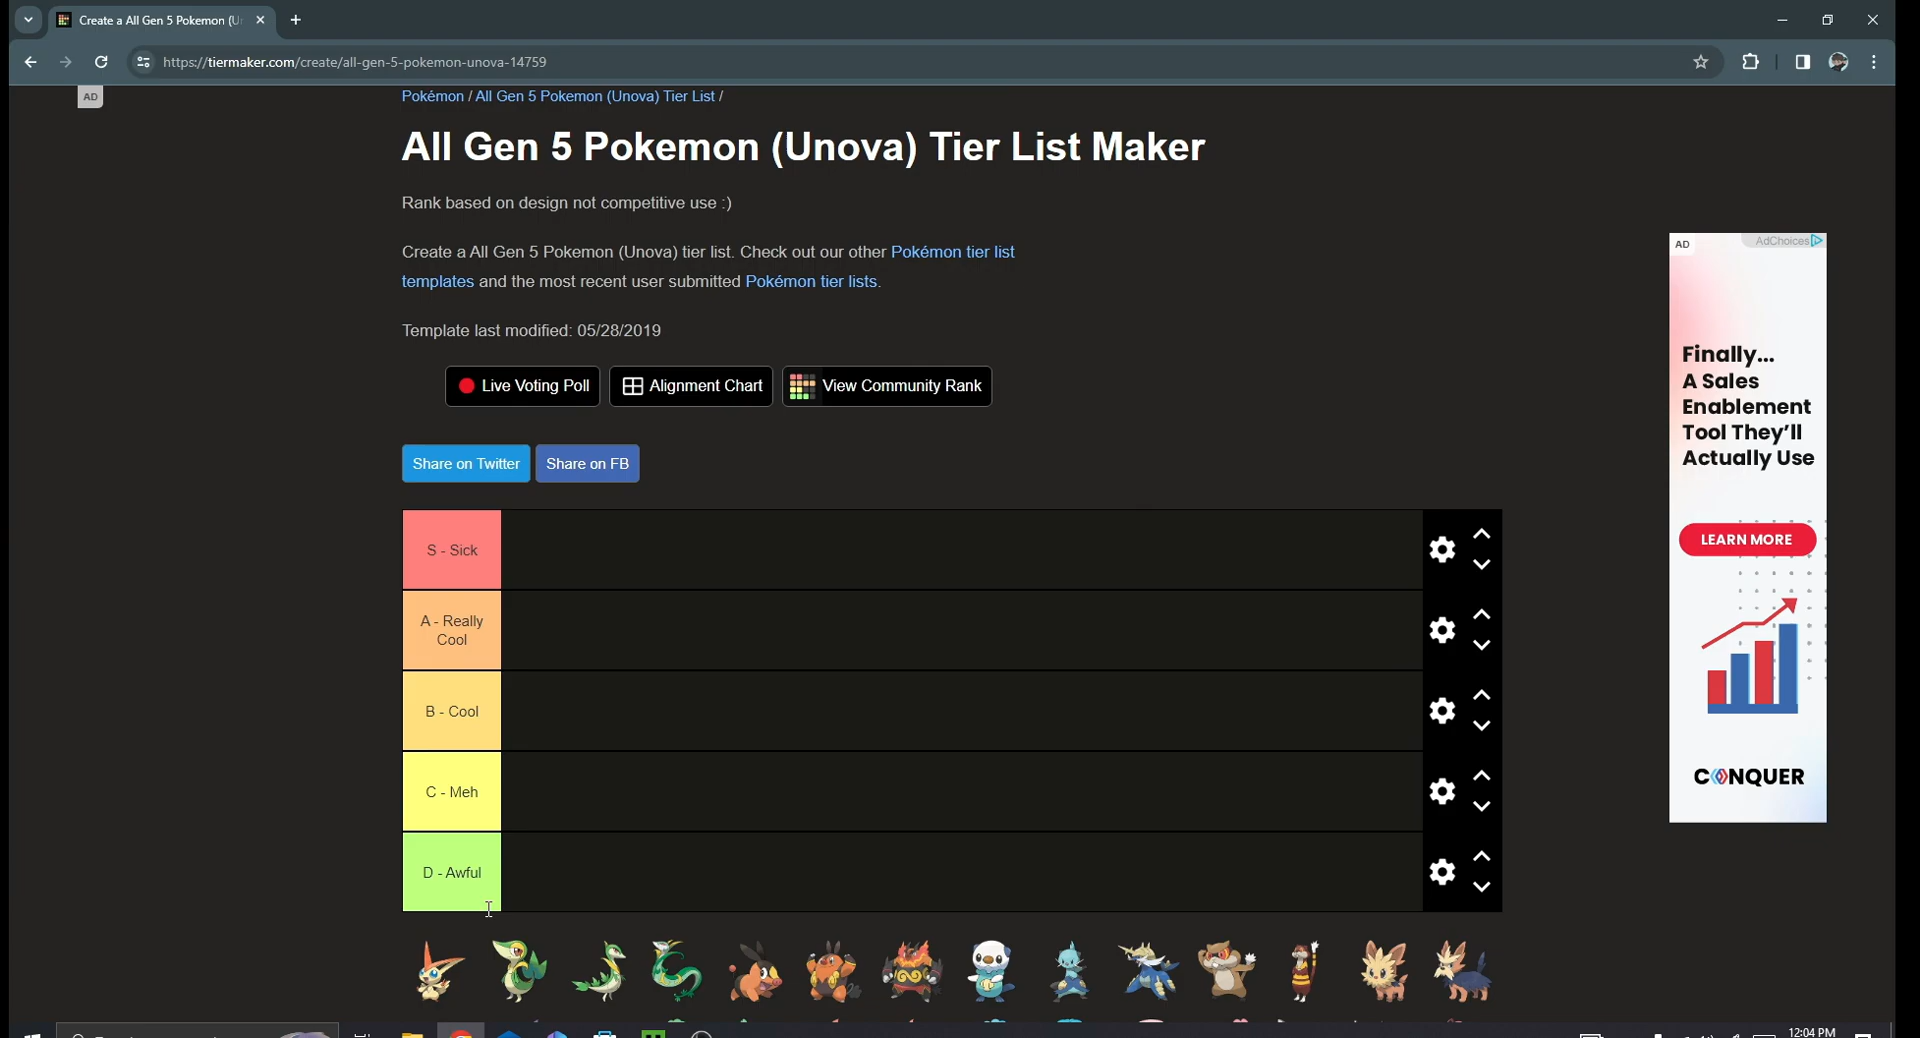 Create a All Gen 5 Pokemon (U
https://tiermaker.com/create/all-gen-5-pokemon-unova-14759
AD
Pokémon / All Gen 5 Pokemon (Unova) Tier List /
All Gen 5 Pokemon (Unova) Tier List Maker
Rank based on design not competitive use :)
Create a All Gen 5 Pokemon (Unova) tier list. Check out our other Pokémon tier list
templates and the most recent user submitted Pokémon tier lists.
Template last modified: 05/28/2019
Live Voting Poll
Alignment Chart
View Community Rank
Share on Twitter
Share on FB
S - Sick
A - Really
Cool
B - Cool
C - Meh
D - Awful
AD
AdChoices
Finally...
A Sales
Enablement
Tool They'll
Actually Use
LEARN MORE
CONQUER
12:04 PM